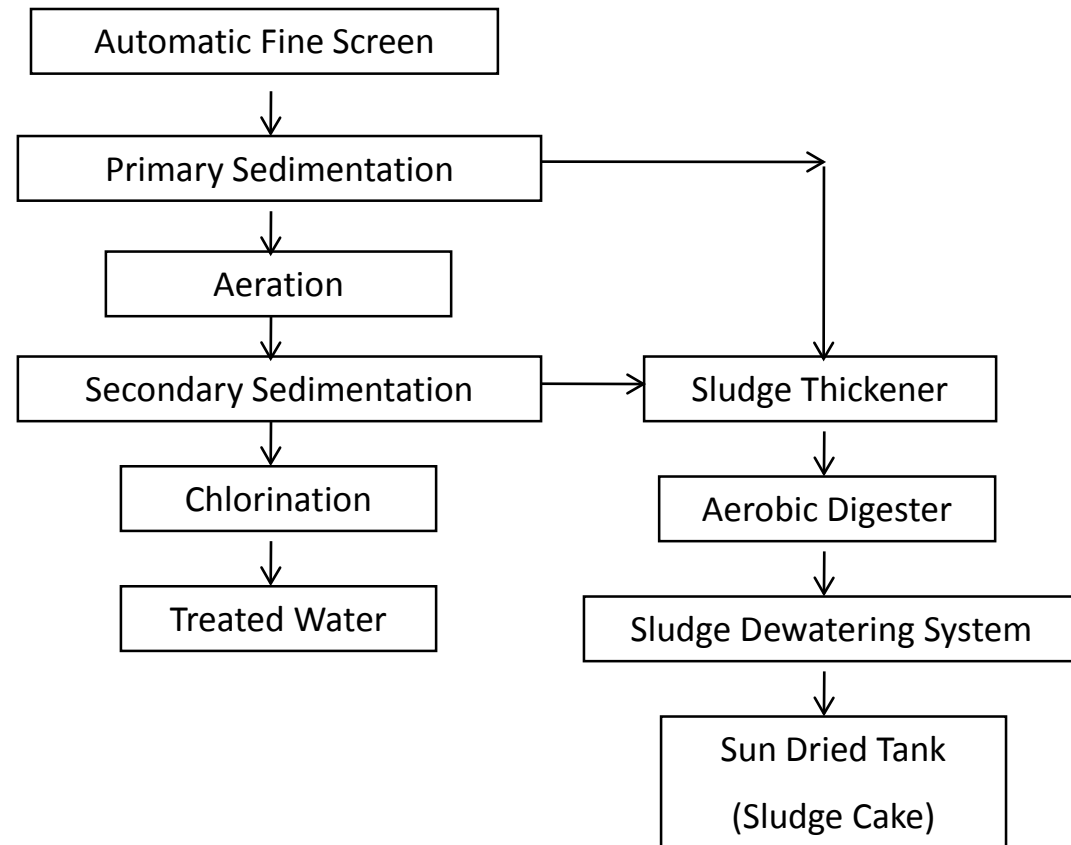 Automatic Fine Screen
Primary Sedimentation
Aeration
Secondary Sedimentation
Sludge Thickener
Chlorination
Aerobic Digester
Treated Water
Sludge Dewatering System
Sun Dried Tank
(Sludge Cake)